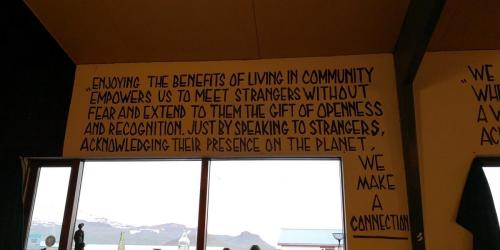 „ENJOYING THE BENEFITS OF LIVING IN COMMUNITY
EMPOWERS US TO MEET STRANGERS WITHOUT
FEAR AND EXTEND TO THEM THE GIFT OF OPENNESS
AND RECOGNITION. JUST BY SPEAKING TO STRANGERS,
ACKNOWLEDGING THEIR PRESENCE ON THE PLANET,
WE
MAKE
A
CONNECTION
„WE
WHE
A V
AC